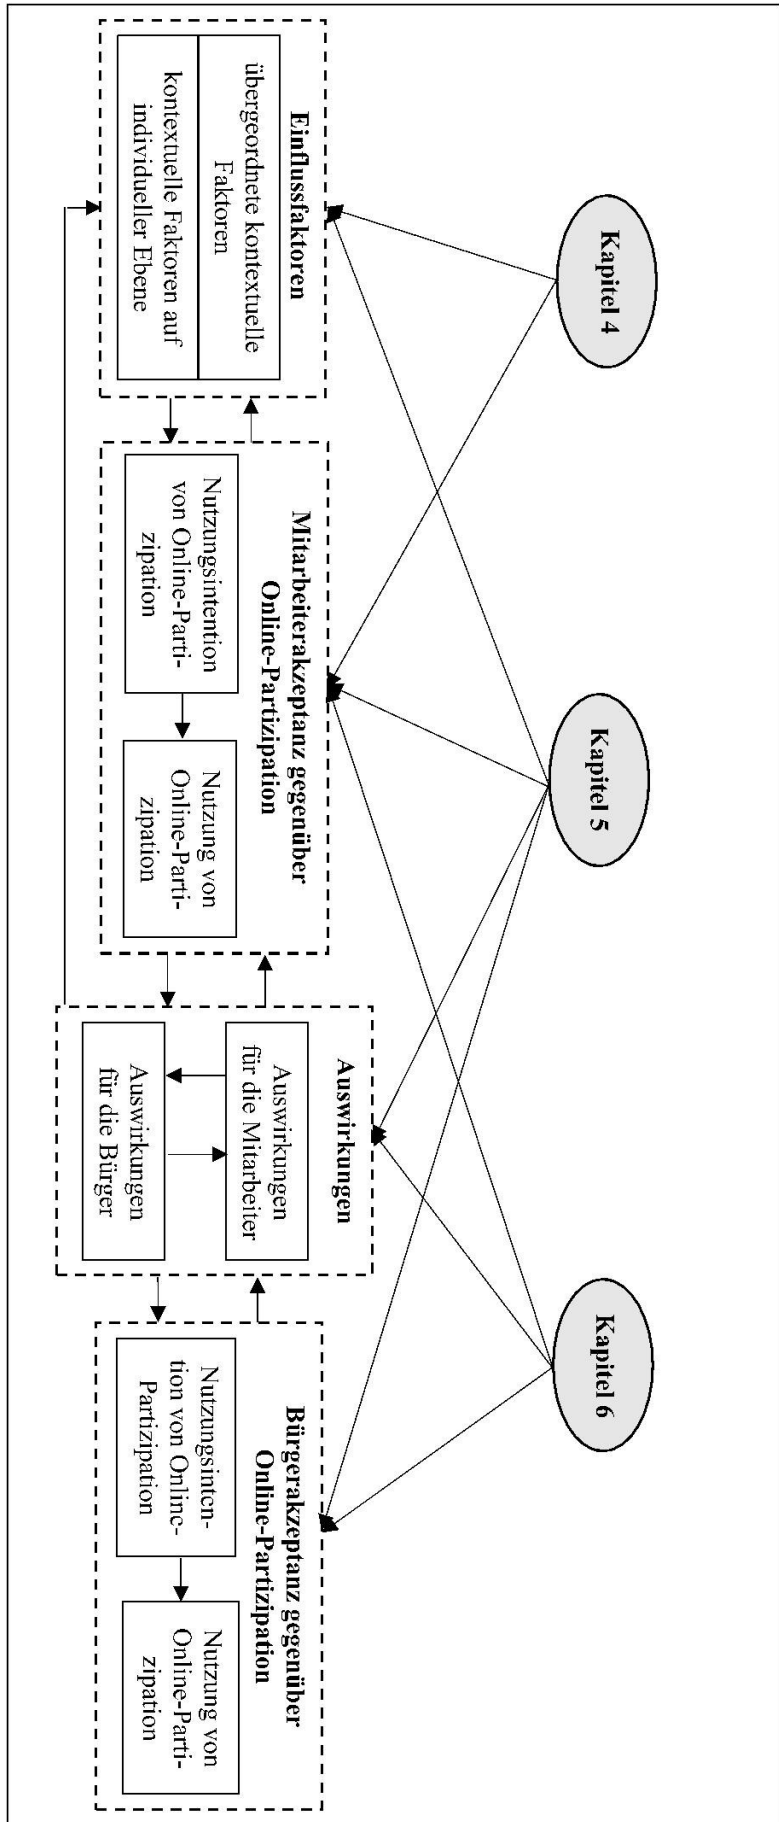 Kapitel 4
Kapitel 5
Kapitel 6
Einflussfaktoren
übergeordnete kontextuelle
Faktoren
kontextuelle Faktoren auf
individueller Ebene
Mitarbeiterakzeptanz gegenüber
Online-Partizipation
Nutzungsintention
von Online-Parti-
zipation
Nutzung von
Online-Parti-
zipation
Auswirkungen
Auswirkungen
für die Mitarbeiter
Auswirkungen
für die Bürger
Bürgerakzeptanz gegenüber
Online-Partizipation
Nutzungsinten-
tion von Online-
Partizipation
Nutzung von
Online-Parti-
zipation